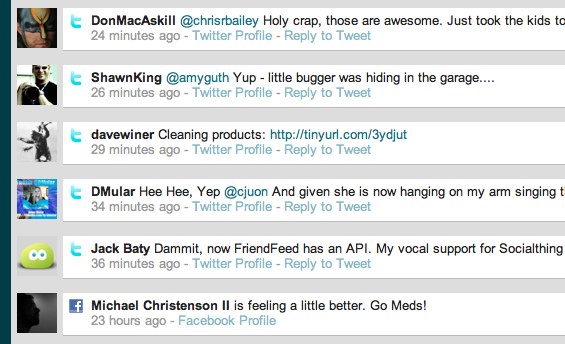 DonMacAskill @chrisrbailey Holy crap, those are awesome. Just took the kids to
24 minutes ago - Twitter Profile - Reply to Tweet
ShawnKing @amyguth Yup - little bugger was hiding in the garage....
26 minutes ago - Twitter Profile - Reply to Tweet
davewiner Cleaning products: http://tinyurl.com/3ydjut
29 minutes ago - Twitter Profile - Reply to Tweet
DMular Hee Hee, Yep @cjuon And given she is now hanging on my arm singing
34 minutes ago - Twitter Profile - Reply to Tweet
Jack Baty Dammit, now FriendFeed has an API. My vocal support for Socialthing
36 minutes ago - Twitter Profile - Reply to Tweet
Michael Christenson II is feeling a little better. Go Meds!
23 hours ago - Facebook Profile